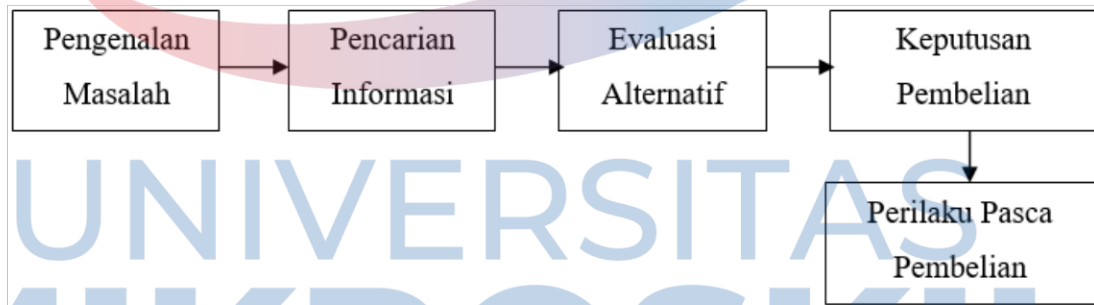 Pengenalan
Masalah
Pencarian
Informasi
Evaluasi
Alternatif
Keputusan
Pembelian
Perilaku Pasca
Pembelian
UNIVERSITAS